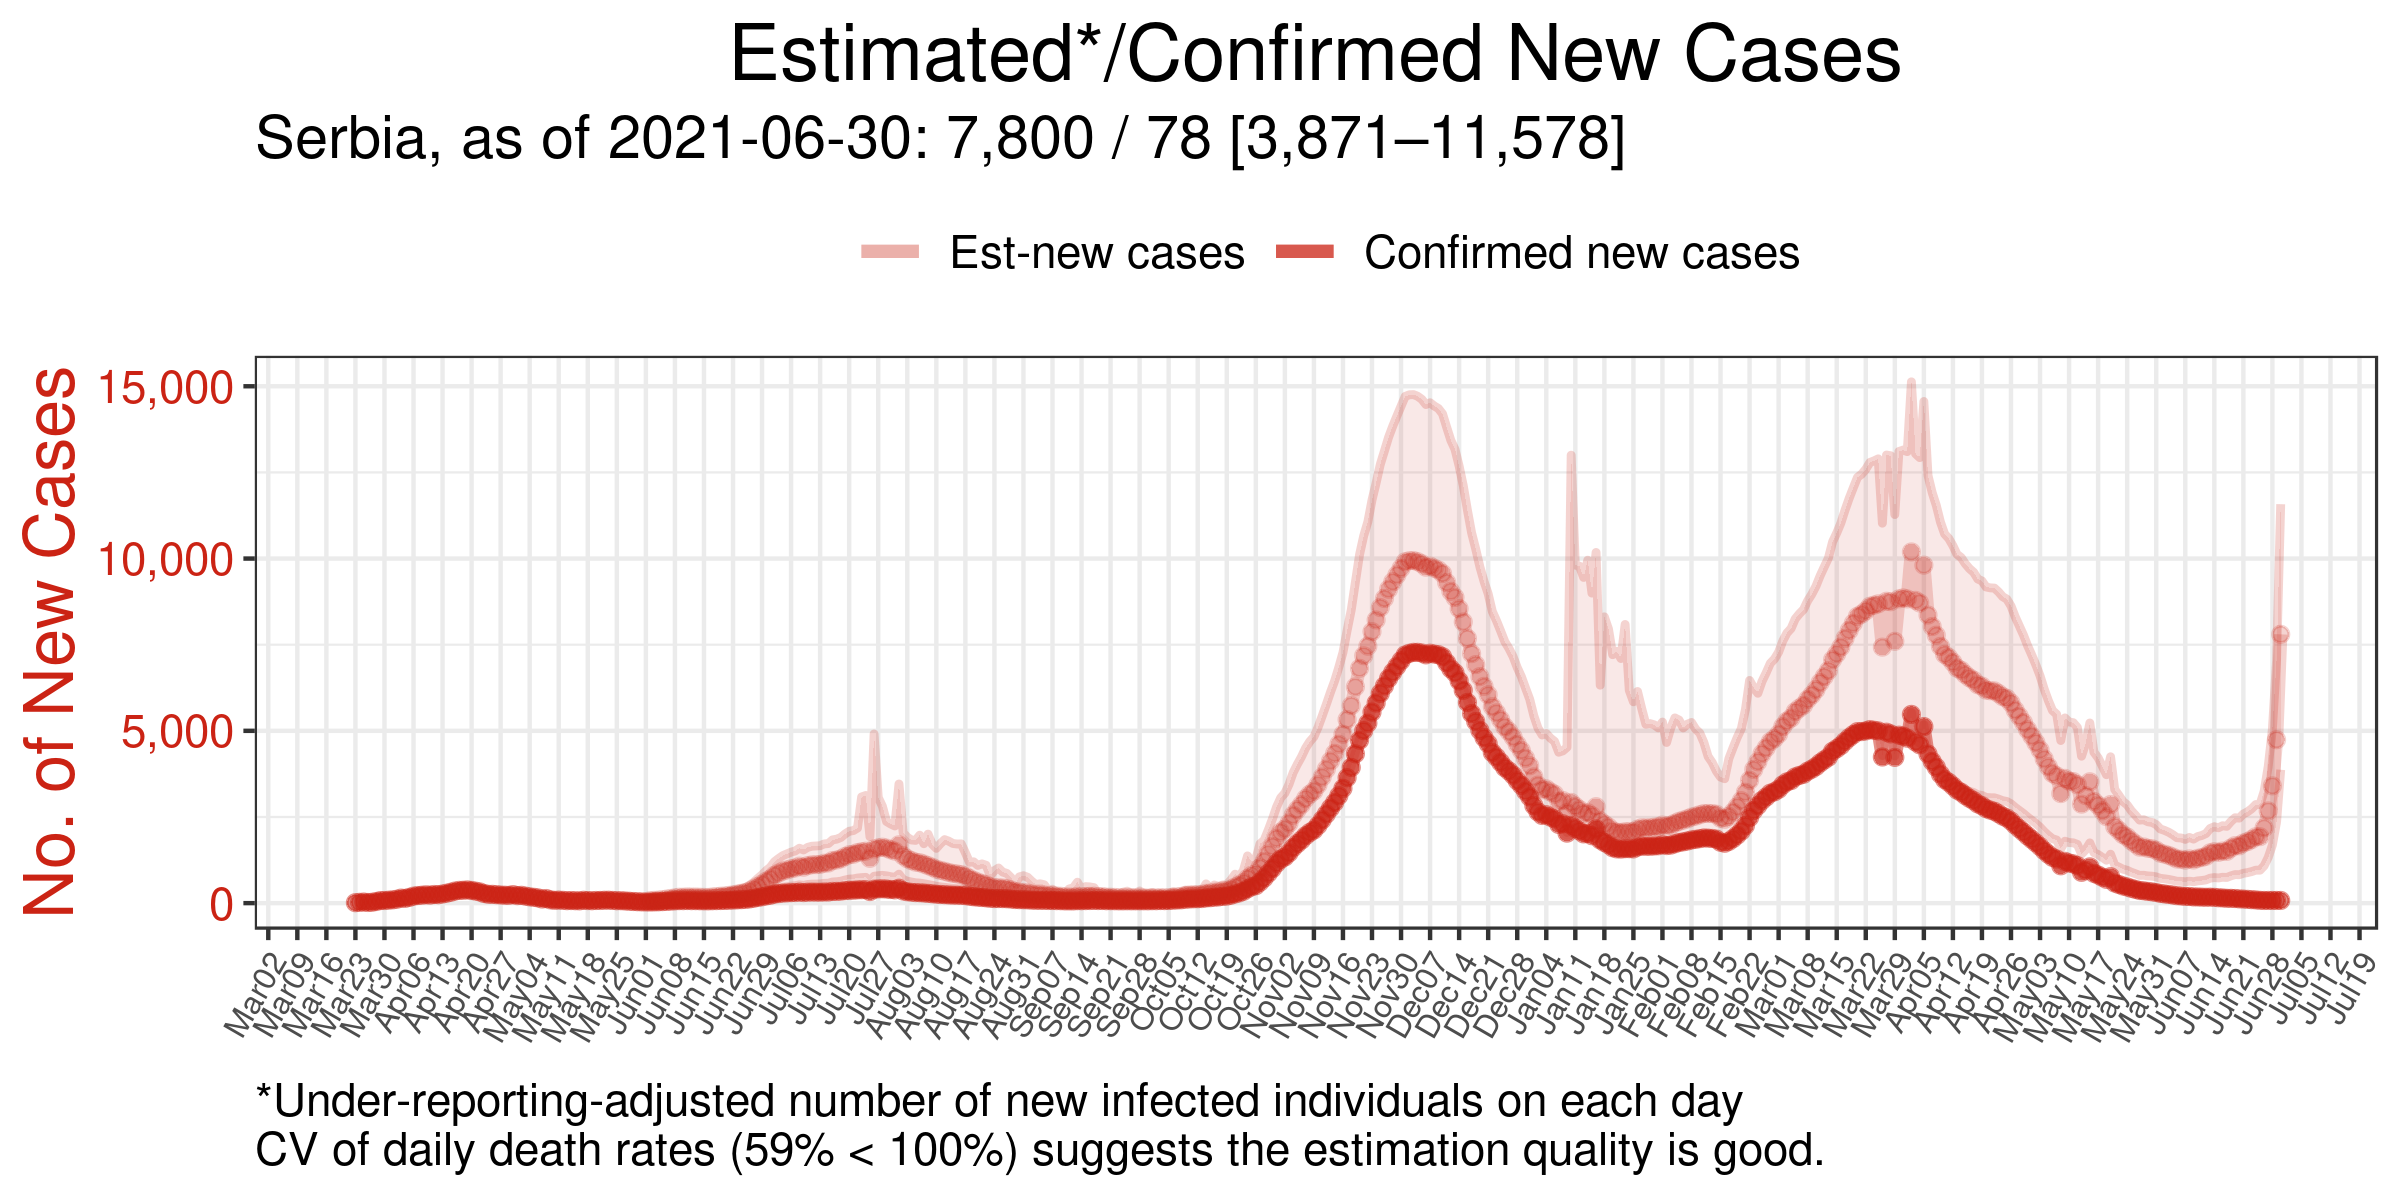 Estimated*/Confirmed New Cases
Serbia, as of 2021-06-30: 7,800 / 78 [3,871–11,578]
Est-new cases Confirmed new cases
No. of New Cases
15,000
10,000
5,000
0
Mar02 Mar09 Mar16 Mar23 Mar30 Apr06 Apr13 Apr20 Apr27 May04 May11 May18 May25 Jun01 Jun08 Jun15 Jun22 Jun29 Jul06 Jul13 Jul20 Jul27 Aug03 Aug10 Aug17 Aug24 Aug31 Sep07 Sep14 Sep21 Sep28 Oct05 Oct12 Oct19 Oct26 Nov02 Nov09 Nov16 Nov23 Nov30 Dec07 Dec14 Dec21 Dec28 Jan04 Jan11 Jan18 Jan25 Feb01 Feb08 Feb15 Feb22 Mar01 Mar08 Mar15 Mar22 Mar29 Apr05 Apr12 Apr19 Apr26 May03 May10 May17 May24 May31 Jun07 Jun14 Jun21 Jun28 Jul05 Jul12 Jul19
*Under-reporting-adjusted number of new infected individuals on each day
CV of daily death rates (59% < 100%) suggests the estimation quality is good.